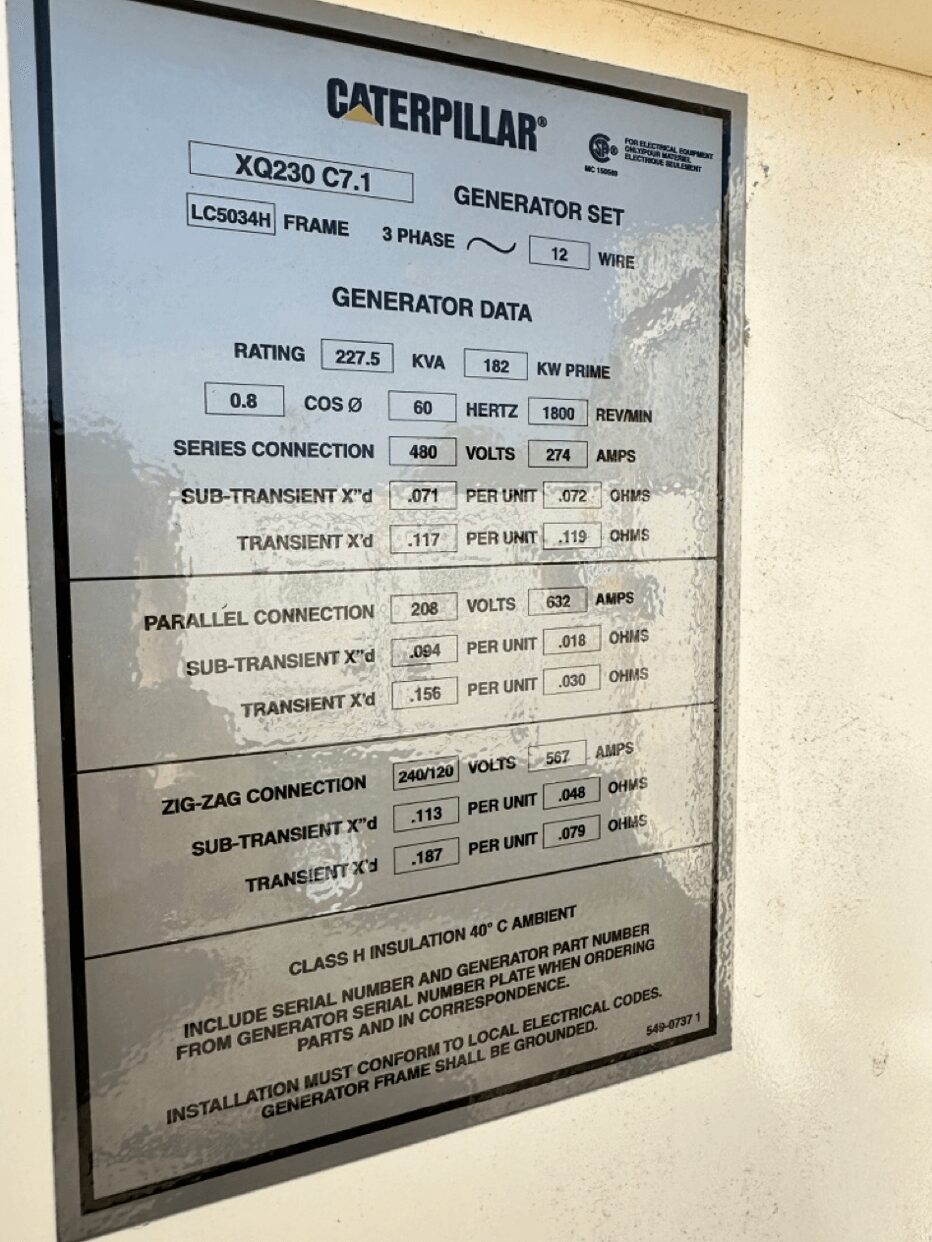 CATERPILLAR®
FOR ELECTRICAL EQUIPMENT
ONLY/POUR MATERIEL
ELECTRIQUE SEULEMENT
MC 150580
XQ230 C7.1
GENERATOR SET
LC5034H FRAME 3 PHASE ~ 12 WIRE
GENERATOR DATA
RATING 227.5 KVA 182 KW PRIME
0.8 COS Ø 60 HERTZ 1800 REV/MIN
SERIES CONNECTION 480 VOLTS 274 AMPS
SUB-TRANSIENT X"d .071 PER UNIT .072 OHMS
TRANSIENT X'd .117 PER UNIT .119 OHMS
PARALLEL CONNECTION 208 VOLTS 632 AMPS
SUB-TRANSIENT X"d .094 PER UNIT .018 OHMS
TRANSIENT X'd .156 PER UNIT .030 OHMS
ZIG-ZAG CONNECTION 240/120 VOLTS 567 AMPS
SUB-TRANSIENT X"d .113 PER UNIT .048 OHMS
TRANSIENT X'd .187 PER UNIT .079 OHMS
CLASS H INSULATION 40° C AMBIENT
INCLUDE SERIAL NUMBER AND GENERATOR PART NUMBER
FROM GENERATOR SERIAL NUMBER PLATE WHEN ORDERING
PARTS AND IN CORRESPONDENCE.
INSTALLATION MUST CONFORM TO LOCAL ELECTRICAL CODES.
GENERATOR FRAME SHALL BE GROUNDED.
549-0737 1